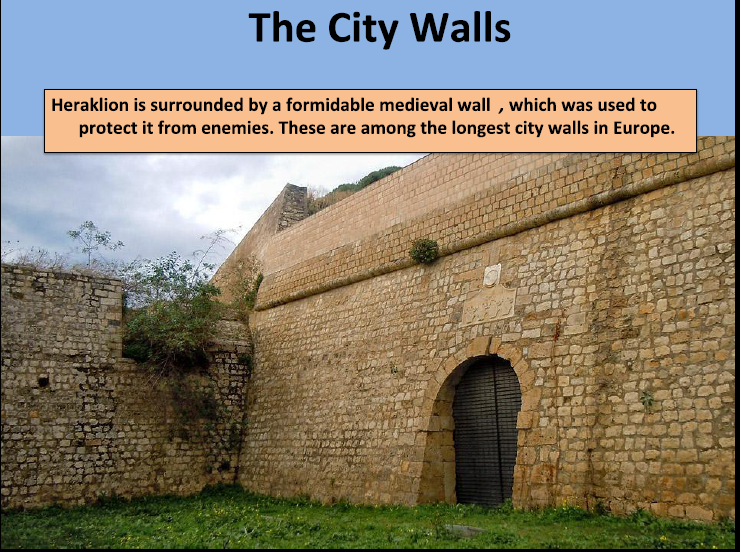 The City Walls
Heraklion is surrounded by a formidable medieval wall , which was used to
protect it from enemies. These are among the longest city walls in Europe.